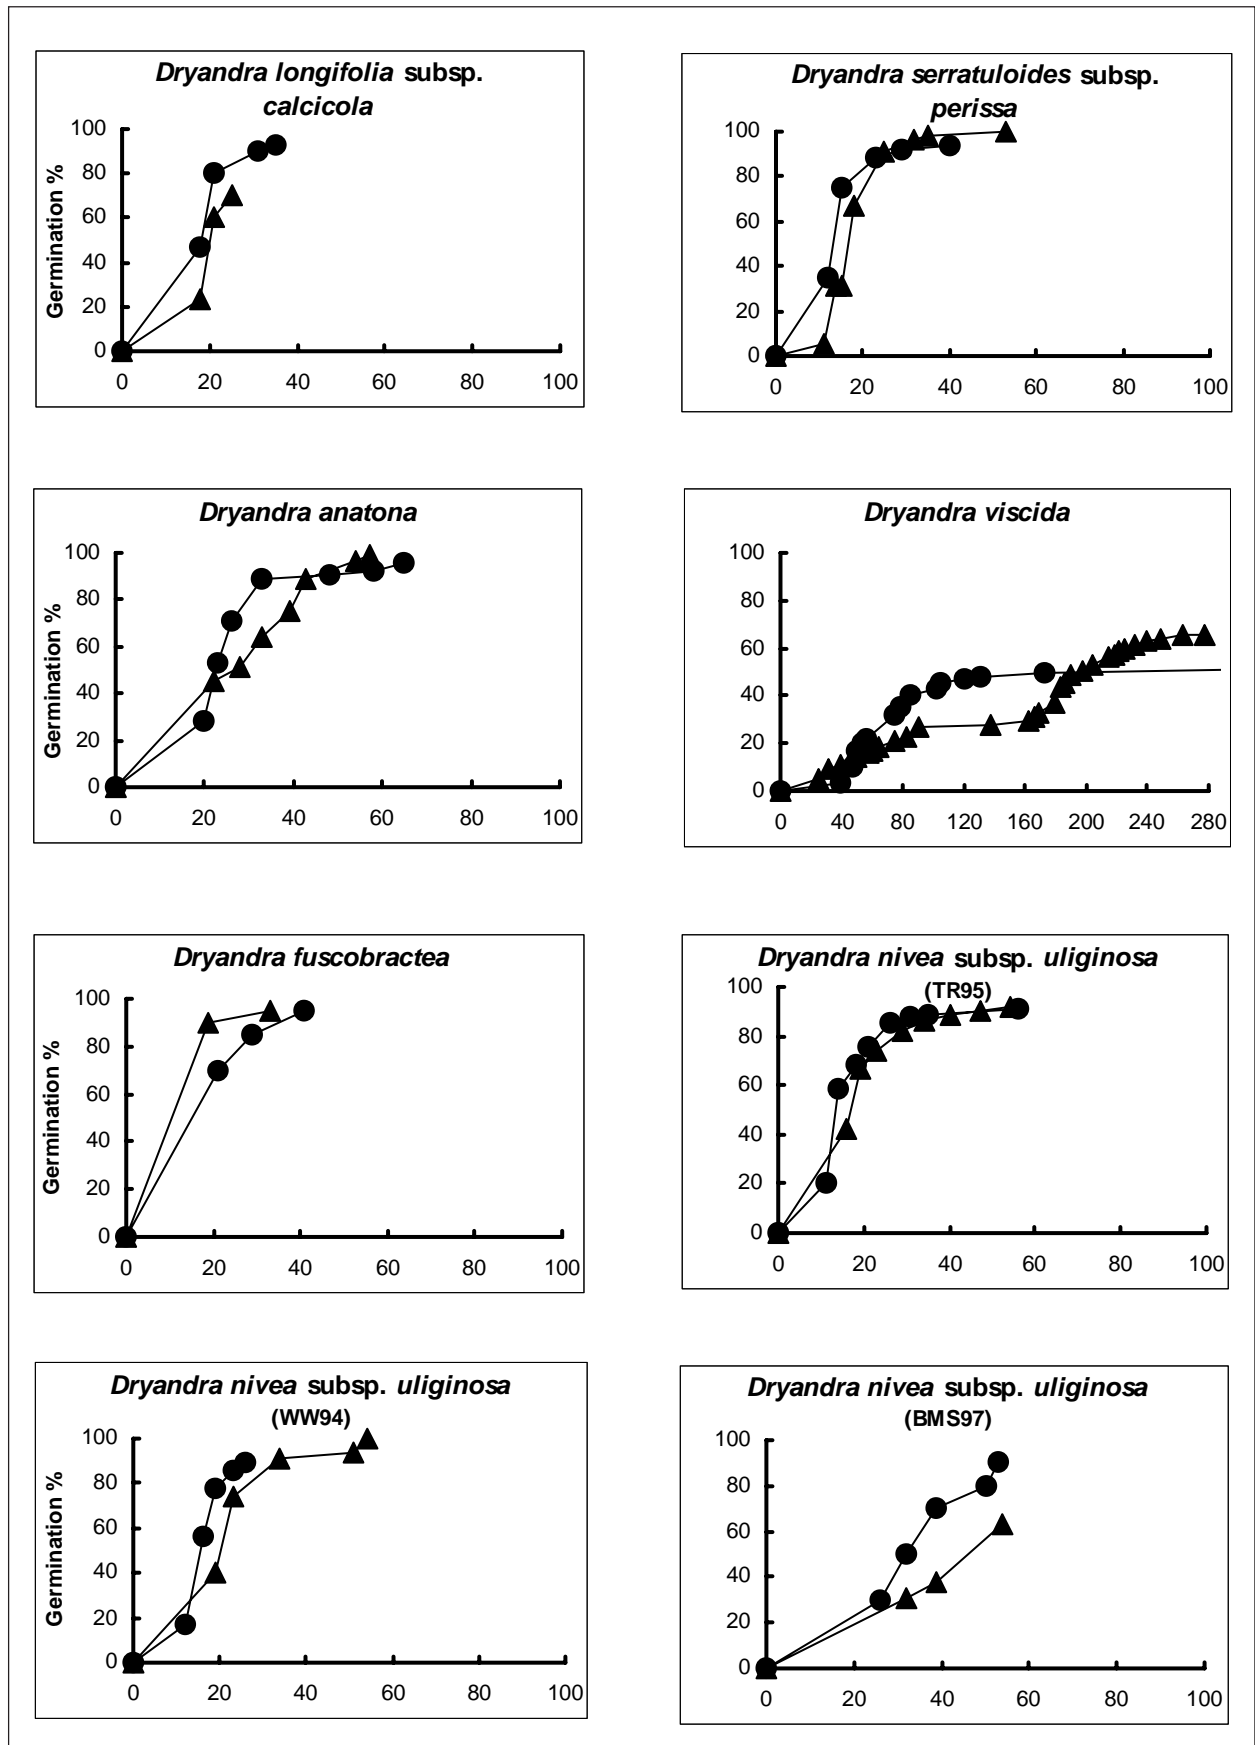 Dryandra longifolia subsp.
calcicola
100
80
60
40
20
0
Germination %
0 20 40 60 80 100
Dryandra serratuloides subsp.
perissa
100
80
60
40
20
0
0 20 40 60 80 100
Dryandra anatona
100
80
60
40
20
0
Germination %
0 20 40 60 80 100
Dryandra viscida
100
80
60
40
20
0
0 40 80 120 160 200 240 280
Dryandra fuscobractea
100
80
60
40
20
0
Germination %
0 20 40 60 80 100
Dryandra nivea subsp. uliginosa
(TR95)
100
80
60
40
20
0
0 20 40 60 80 100
Dryandra nivea subsp. uliginosa
(WW94)
100
80
60
40
20
0
Germination %
0 20 40 60 80 100
Dryandra nivea subsp. uliginosa
(BMS97)
100
80
60
40
20
0
0 20 40 60 80 100